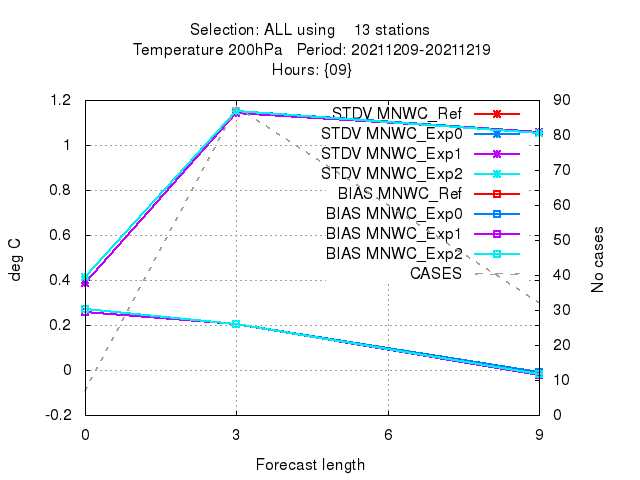 Selection: ALL using    13 stations
Temperature 200hPa   Period: 20211209-20211219
Hours: {09}
1.2
1
0.8
0.6
0.4
0.2
0
-0.2
deg C
90
80
70
60
50
40
30
20
10
0
No cases
STDV MNWC_Ref
STDV MNWC_Exp0
STDV MNWC_Exp1
STDV MNWC_Exp2
BIAS MNWC_Ref
BIAS MNWC_Exp0
BIAS MNWC_Exp1
BIAS MNWC_Exp2
CASES
0 3 6 9
Forecast length